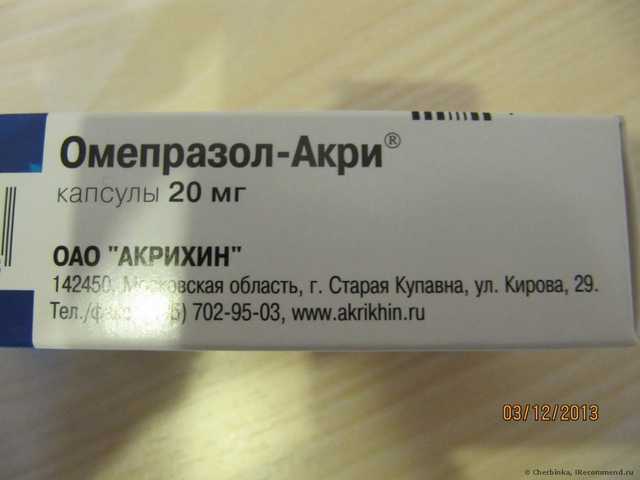 Омепразол-Акри®
капсулы 20 мг
ОАО "АКРИХИН"
142450, Московская область, г. Старая Купавна, ул. Кирова, 29.
702-95-03, www.akrikhin.ru
03/12/2013
© Cherbinka, IRecommend.ru